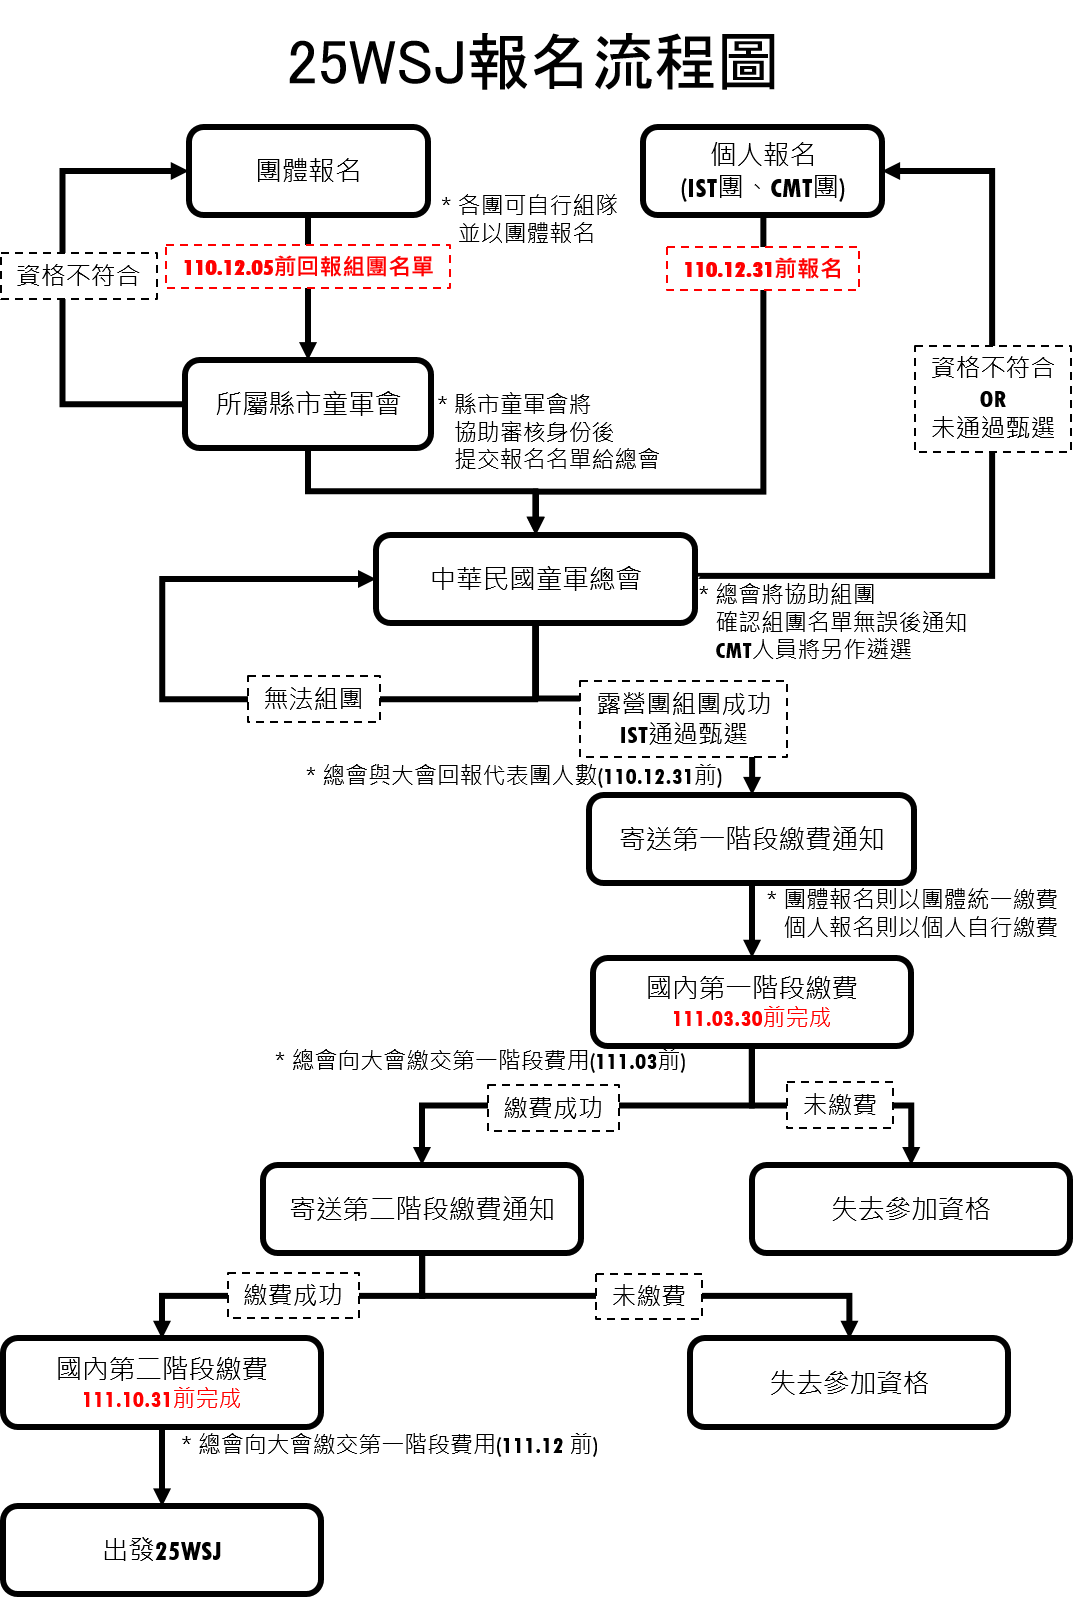 25WSJ報名流程圖
團體報名
個人報名
(IST團、CMT團)
* 各團可自行組隊
並以團體報名
110.12.05前回報組團名單
110.12.31前報名
資格不符合
資格不符合
OR
未通過甄選
所屬縣市童軍會
* 縣市童軍會將
協助審核身份後
提交報名名單給總會
中華民國童軍總會
* 總會將協助組團
確認組團名單無誤後通知
CMT人員將另作遴選
無法組團
露營團組團成功
IST通過甄選
* 總會與大會回報代表團人數(110.12.31前)
寄送第一階段繳費通知
* 團體報名則以團體統一繳費
個人報名則以個人自行繳費
國內第一階段繳費
111.03.30前完成
* 總會向大會繳交第一階段費用(111.03前)
繳費成功
未繳費
寄送第二階段繳費通知
失去參加資格
繳費成功
未繳費
國內第二階段繳費
111.10.31前完成
失去參加資格
* 總會向大會繳交第一階段費用(111.12 前)
出發25WSJ